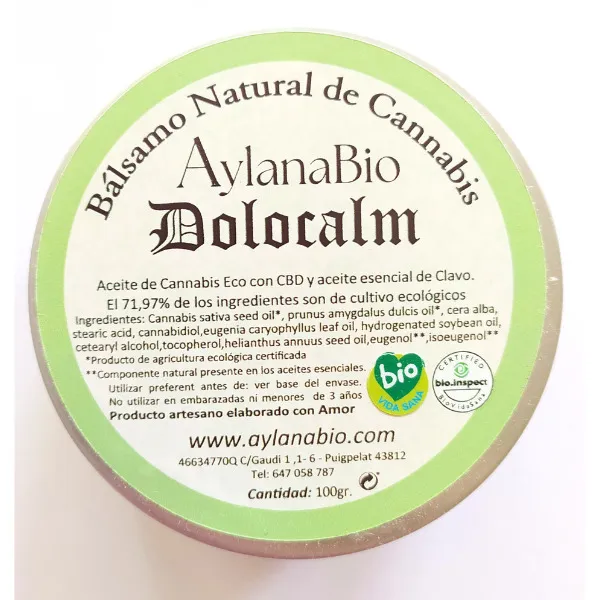 Bálsamo Natural de Cannabis
AylanaBio
Dolocalm
Aceite de Cannabis Eco con CBD y aceite esencial de Clavo.
El 71,97% de los ingredientes son de cultivo ecológicos
Ingredientes: Cannabis sativa seed oil*, prunus amygdalus dulcis oil*, cera alba,
stearic acid, cannabidiol,eugenia caryophyllus leaf oil, hydrogenated soybean oil,
cetearyl alcohol,tocopherol,helianthus annuus seed oil,eugenol**,isoeugenol**
*Producto de agricultura ecológica certificada
**Componente natural presente en los aceites esenciales.
Utilizar preferent antes de: ver base del envase.
No utilizar en embarazadas ni menores de 3 años
Producto artesano elaborado con Amor
bio
VIDA SANA
CERTIFIED
bio.inspecta
BioVidaSana
www.aylanabio.com
46634770Q C/Gaudi 1 ,1- 6 - Puigpelat 43812
Tel: 647 058 787
Cantidad: 100gr.